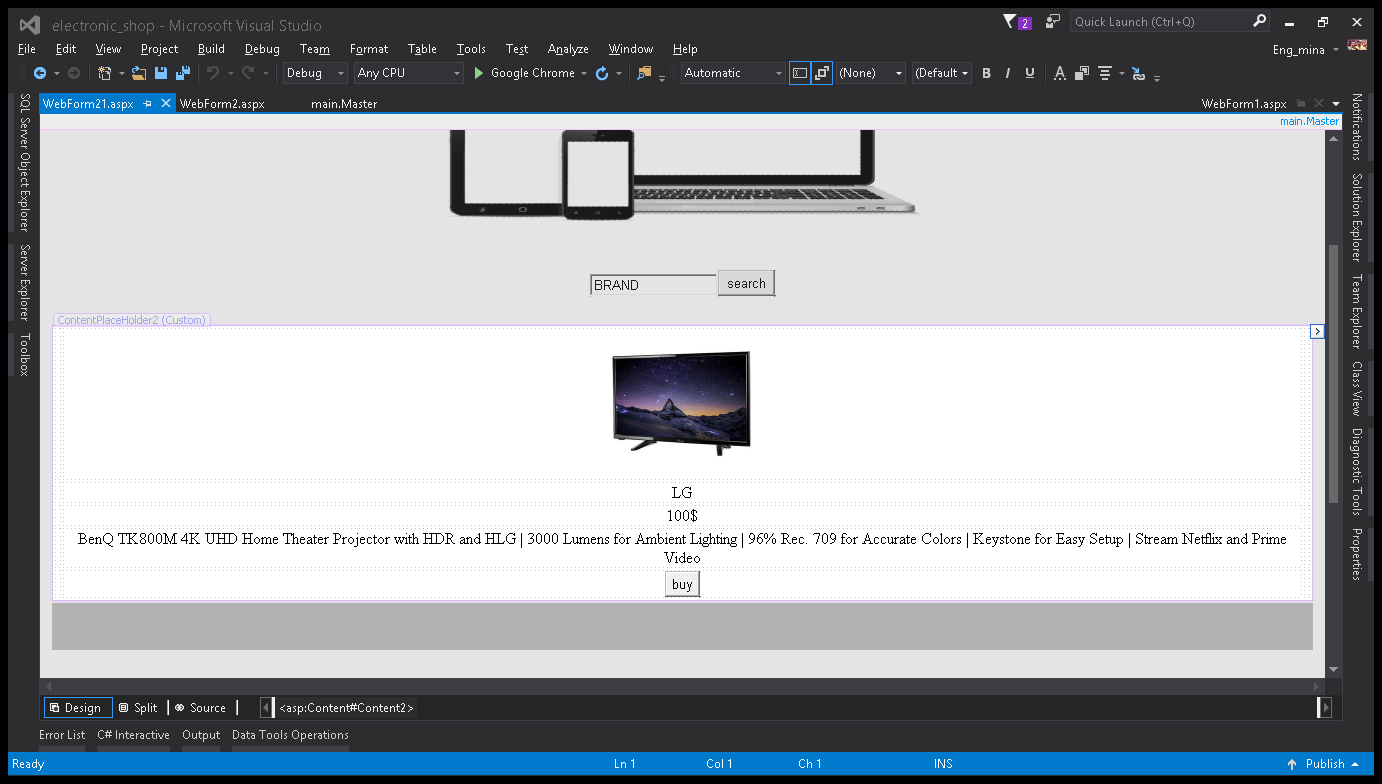 electronic_shop - Microsoft Visual Studio
2
Quick Launch (Ctrl+Q)
File Edit View Project Build Debug Team Format Table Tools Test Analyze Window Help
Eng_mina
Debug Any CPU Google Chrome Automatic (None) (Default B I U A
WebForm21.aspx WebForm2.aspx main.Master WebForm1.aspx
main.Master
SQL Server Object Explorer
Server Explorer
Toolbox
BRAND search
ContentPlaceHolder2 (Custom)
LG
100$
BenQ TK800M 4K UHD Home Theater Projector with HDR and HLG | 3000 Lumens for Ambient Lighting | 96% Rec. 709 for Accurate Colors | Keystone for Easy Setup | Stream Netflix and Prime
Video
buy
Notifications
Solution Explorer
Team Explorer
Class View
Diagnostic Tools
Properties
Design Split Source <asp:Content#Content2>
Error List C# Interactive Output Data Tools Operations
Ready Ln 1 Col 1 Ch 1 INS Publish